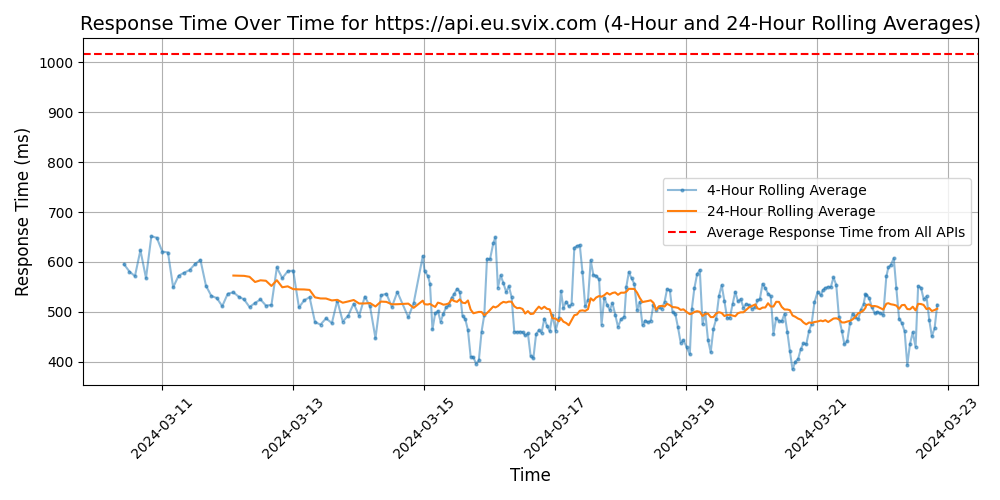 Response Time Over Time for https://api.eu.svix.com (4-Hour and 24-Hour Rolling Averages)
Response Time (ms)
1000
900
800
700
600
500
400
4-Hour Rolling Average
24-Hour Rolling Average
Average Response Time from All APIs
2024-03-11
2024-03-13
2024-03-15
2024-03-17
2024-03-19
2024-03-21
2024-03-23
Time